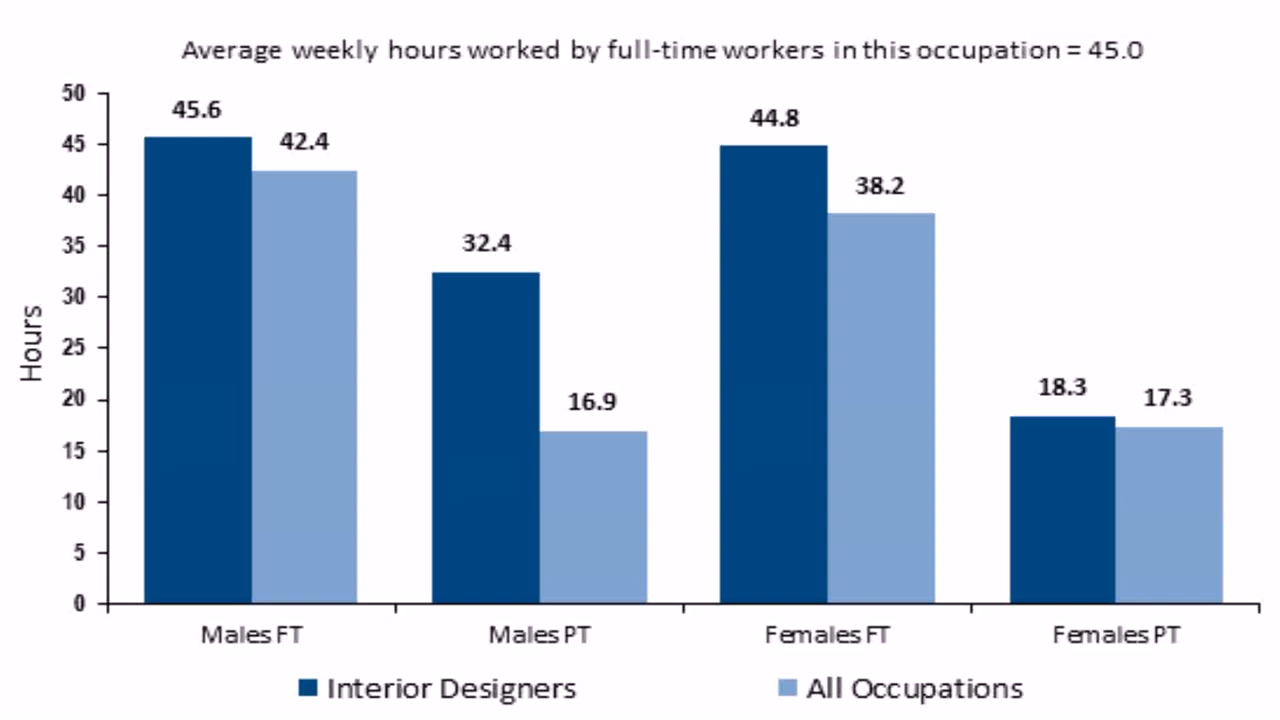 Average weekly hours worked by full-time workers in this occupation = 45.0
50
45
40
35
30
25
20
15
10
5
0
Hours
45.6
42.4
32.4
16.9
44.8
38.2
18.3
17.3
Males FT
Males PT
Females FT
Females PT
Interior Designers
All Occupations